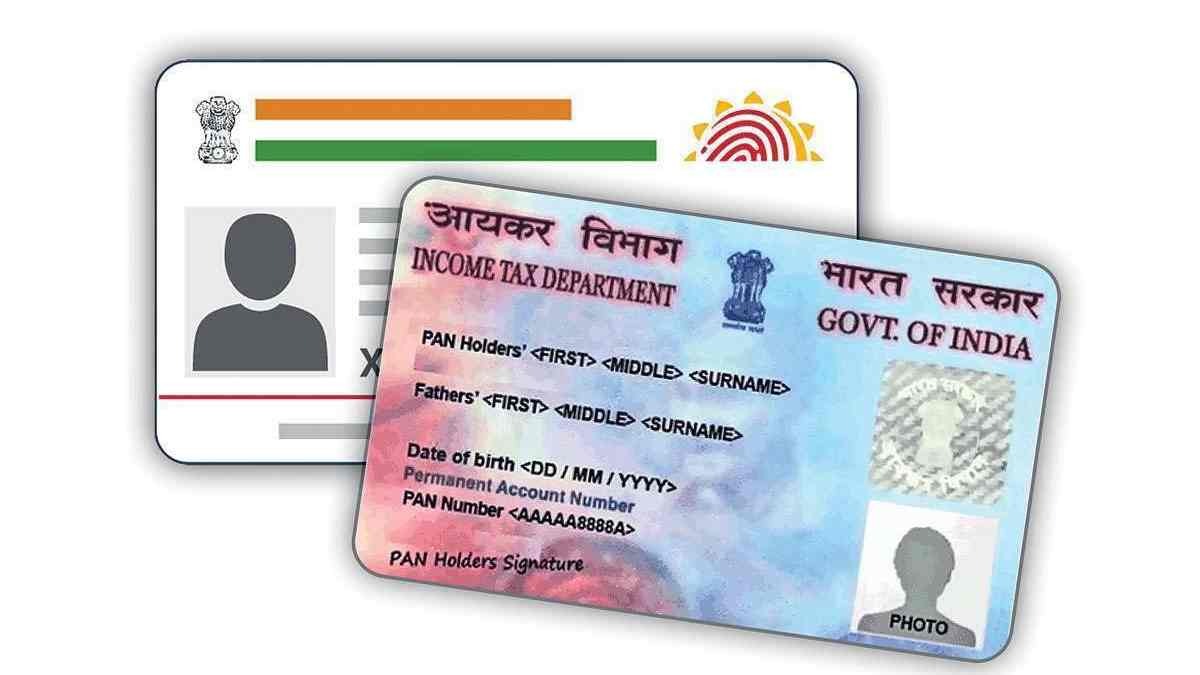 आयकर विभाग
INCOME TAX DEPARTMENT
भारत सरकार
GOVT. OF INDIA
PAN Holders' <FIRST> <MIDDLE> <SURNAME>
Fathers' <FIRST> <MIDDLE> <SURNAME>
Date of birth <DD / MM / YYYY>
Permanent Account Number
PAN Number <AAAAA8888A>
PAN Holders Signature
PHOTO
X